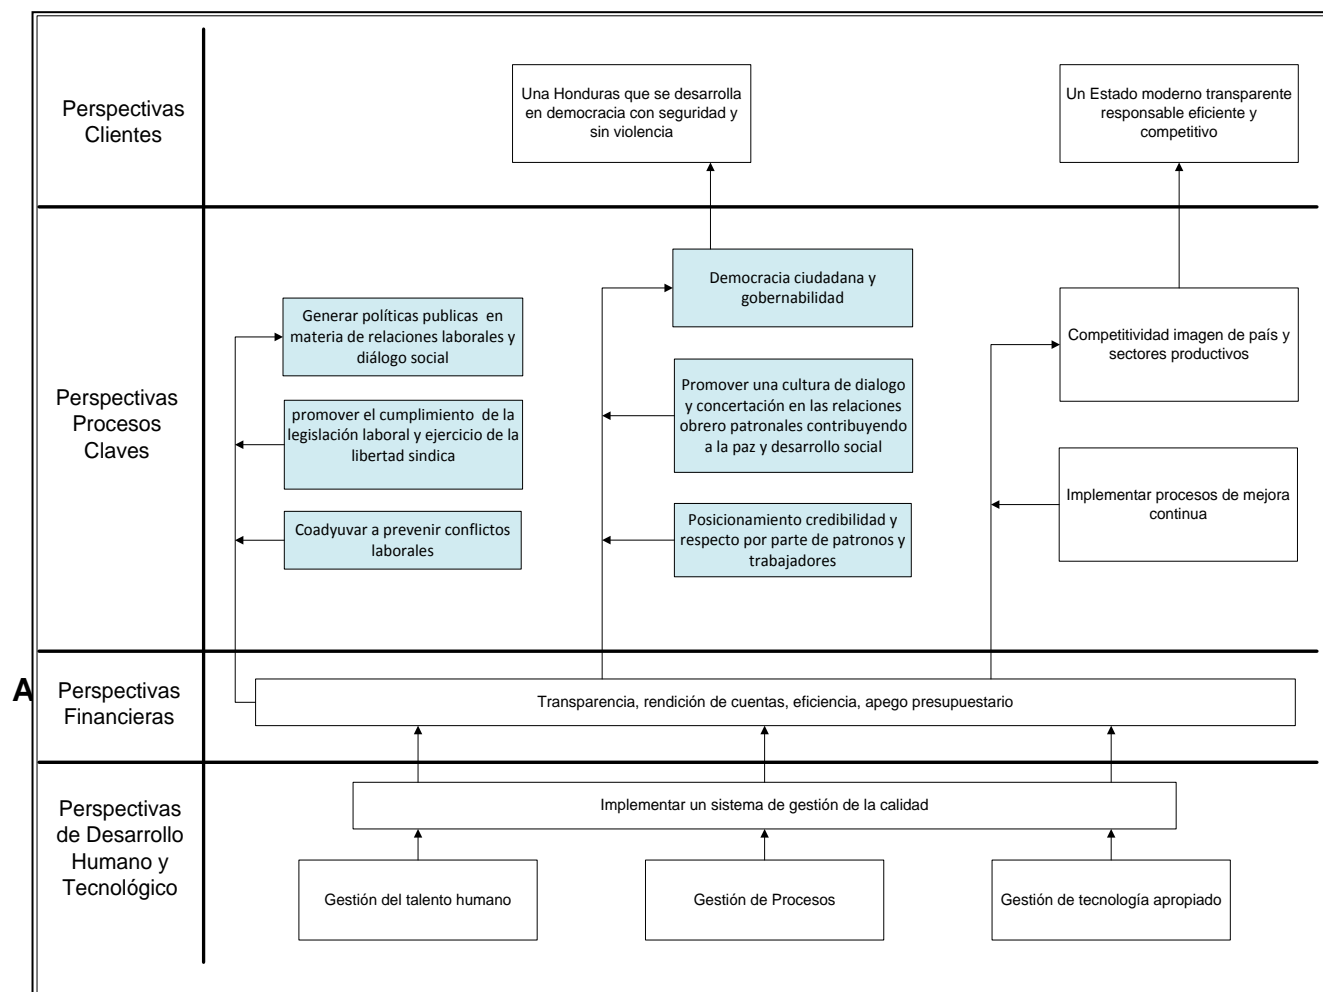 Perspectivas
Clientes
Una Honduras que se desarrolla
en democracia con seguridad y
sin violencia
Un Estado moderno transparente
responsable eficiente y
competitivo
Perspectivas
Procesos
Claves
Generar políticas publicas en
materia de relaciones laborales y
diálogo social
promover el cumplimiento de la
legislación laboral y ejercicio de la
libertad sindica
Coadyuvar a prevenir conflictos
laborales
Democracia ciudadana y
gobernabilidad
Promover una cultura de dialogo
y concertación en las relaciones
obrero patronales contribuyendo
a la paz y desarrollo social
Posicionamiento credibilidad y
respecto por parte de patronos y
trabajadores
Competitividad imagen de país y
sectores productivos
Implementar procesos de mejora
continua
A
Perspectivas
Financieras
Transparencia, rendición de cuentas, eficiencia, apego presupuestario
Perspectivas
de Desarrollo
Humano y
Tecnológico
Implementar un sistema de gestión de la calidad
Gestión del talento humano
Gestión de Procesos
Gestión de tecnología apropiado